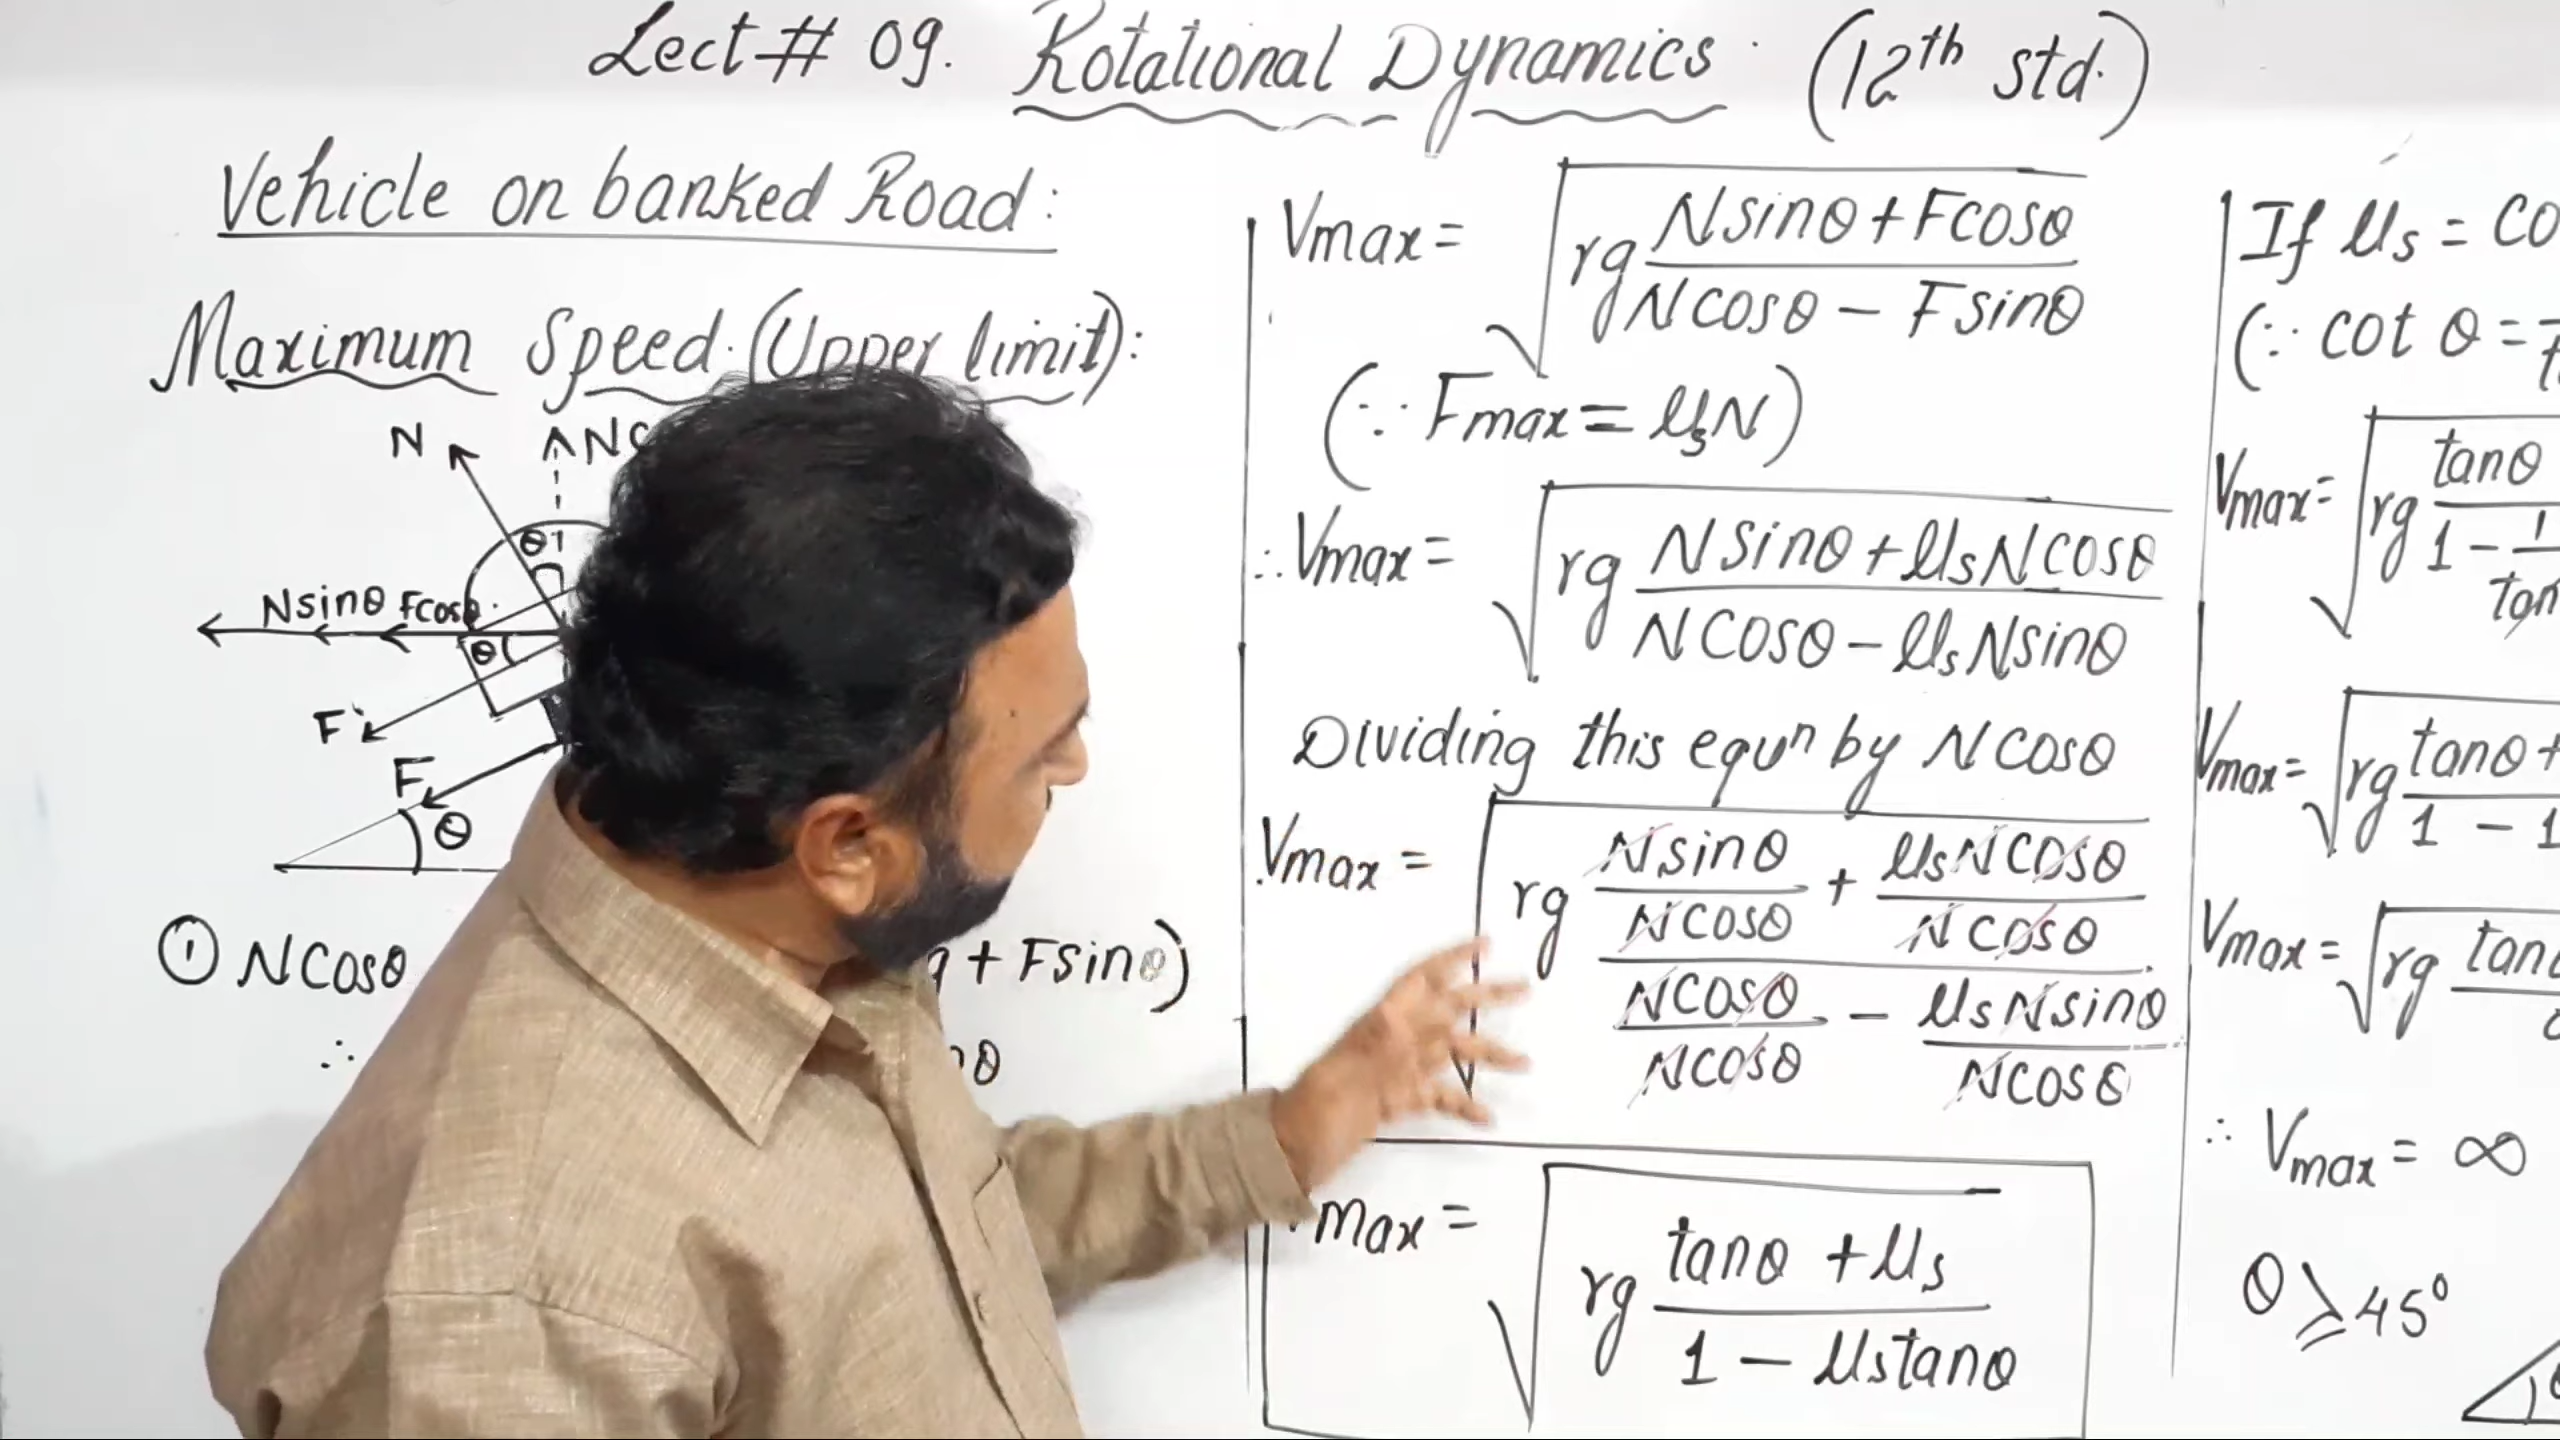 Lect# 09. Rotational Dynamics. (12th std.)
Vehicle on banked Road:
Maximum Speed. (Upper limit):
N
N
θ
Nsinθ Fcosθ
θ
F
F
θ
① Ncosθ
+ Fsinθ)
∴
θ
Vmax = √ rg (Nsinθ + Fcosθ) / (Ncosθ − Fsinθ)
(∵ Fmax = μsN)
∴ Vmax = √ rg (Nsinθ + μsNcosθ) / (Ncosθ − μsNsinθ)
Dividing this equn by Ncosθ
Vmax = √ rg (Nsinθ/Ncosθ + μsNcosθ/Ncosθ) / (Ncosθ/Ncosθ − μsNsinθ/Ncosθ)
max = √ rg (tanθ + μs) / (1 − μstanθ)
If μs = co
(∵ cot θ =
Vmax = √ rg tanθ / 1 − 1/tan
Vmax = √ rg tanθ + / 1 − 1
Vmax = √ rg tan
∴ Vmax = ∞
θ ≥ 45°